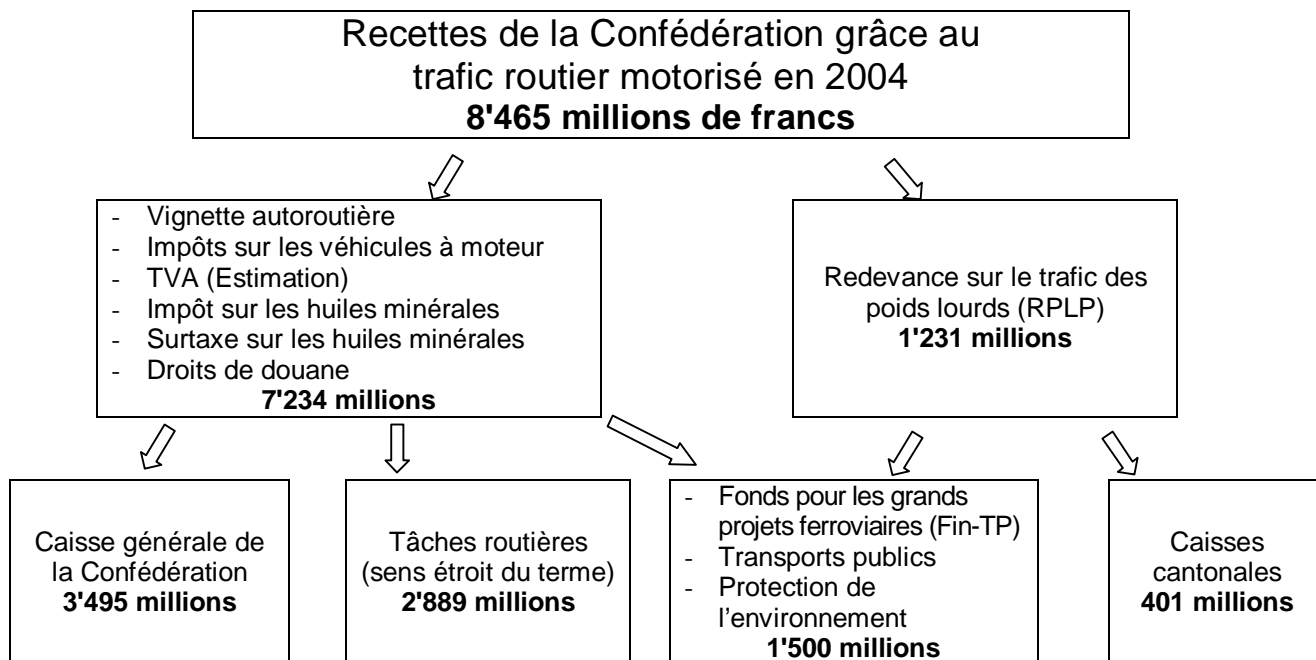 Recettes de la Confédération grâce au
trafic routier motorisé en 2004
8'465 millions de francs
- Vignette autoroutière
- Impôts sur les véhicules à moteur
- TVA (Estimation)
- Impôt sur les huiles minérales
- Surtaxe sur les huiles minérales
- Droits de douane
7'234 millions
Redevance sur le trafic des
poids lourds (RPLP)
1'231 millions
Caisse générale de
la Confédération
3'495 millions
Tâches routières
(sens étroit du terme)
2'889 millions
- Fonds pour les grands
projets ferroviaires (Fin-TP)
- Transports publics
- Protection de
l'environnement
1'500 millions
Caisses
cantonales
401 millions